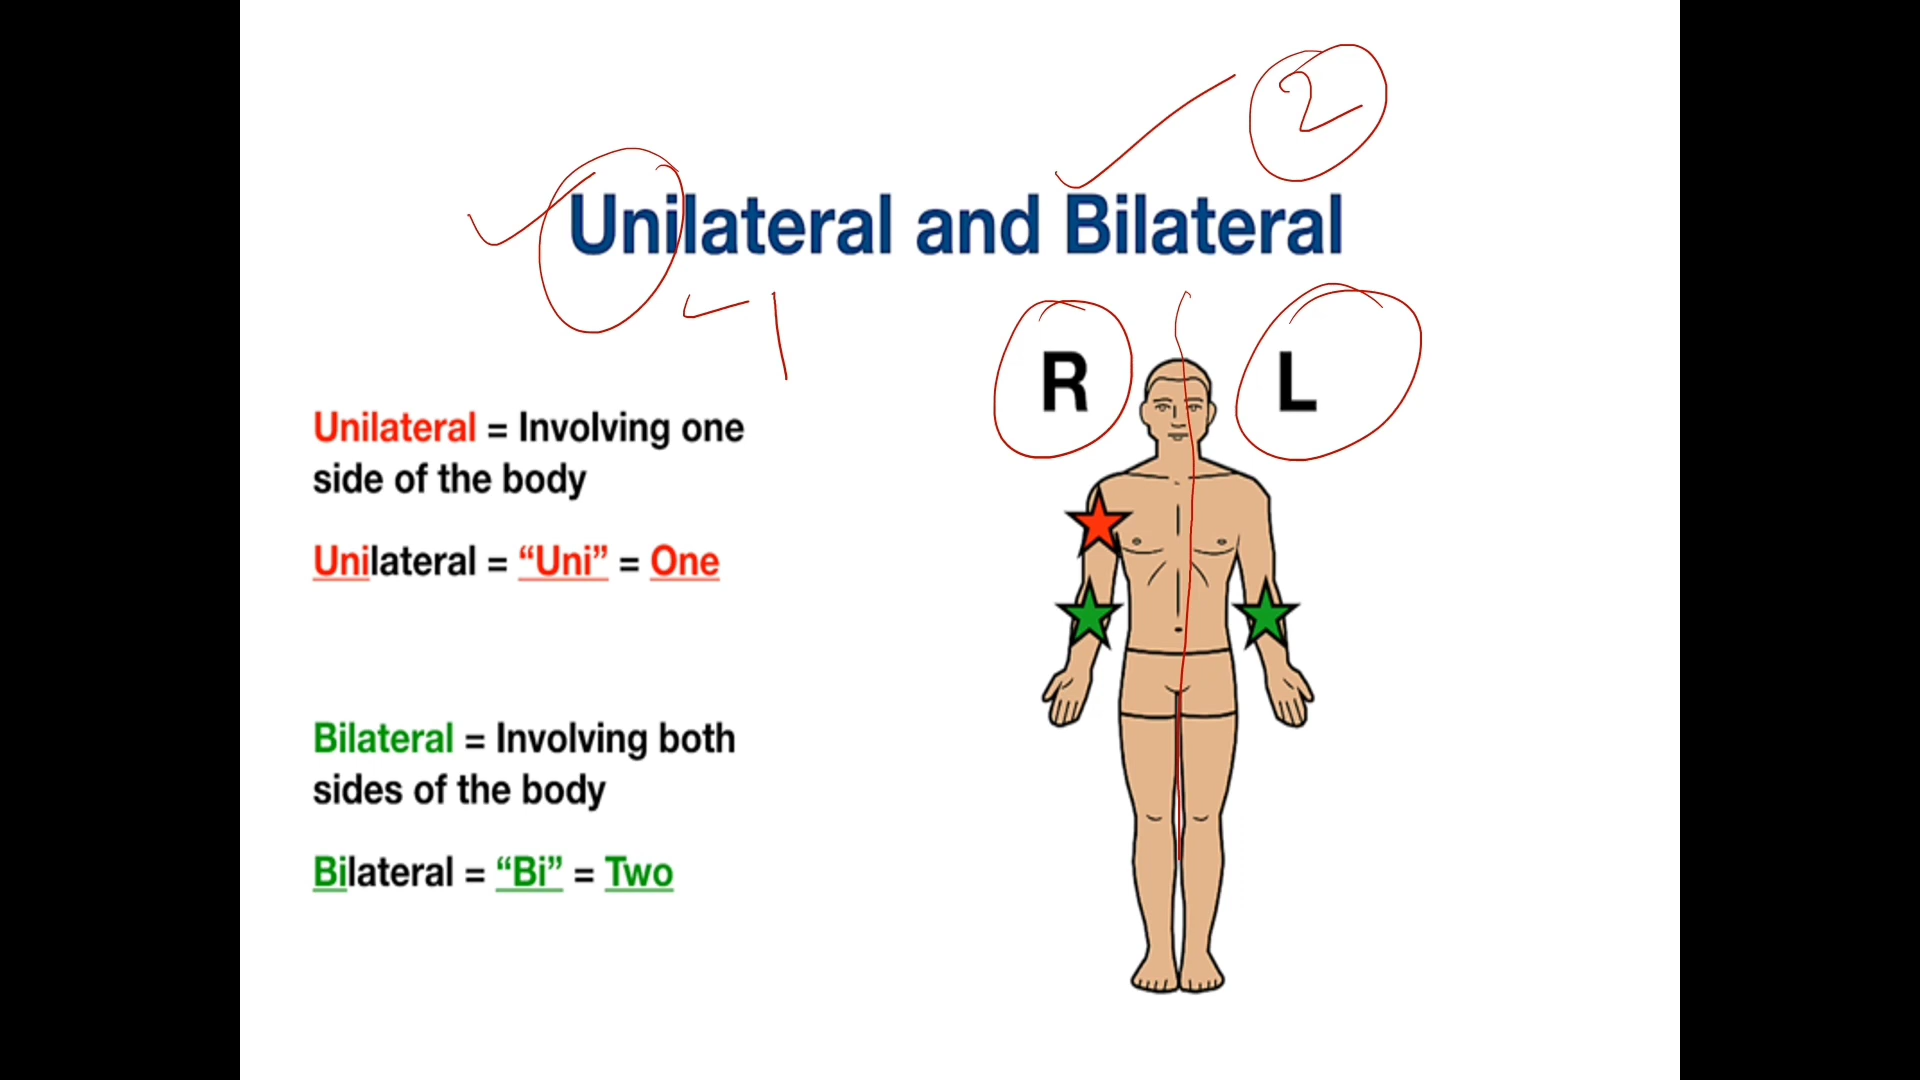 2
Unilateral and Bilateral
1
R L
Unilateral = Involving one
side of the body
Unilateral = “Uni” = One
Bilateral = Involving both
sides of the body
Bilateral = “Bi” = Two